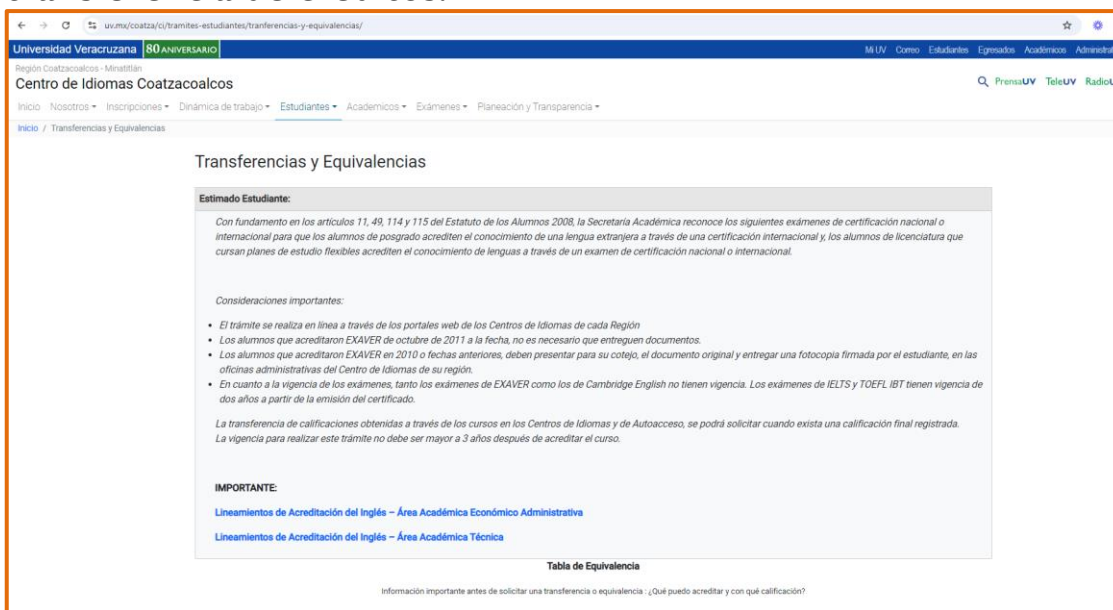 uv.mx/coatza/ci/tramites-estudiantes/tranferencias-y-equivalencias/
Universidad Veracruzana 80 ANIVERSARIO
Mi UV Correo Estudiantes Egresados Académicos
Región Coatzacoalcos - Minatitlán
Centro de Idiomas Coatzacoalcos
PrensaUV TeleUV
Inicio Nosotros Inscripciones Dinámica de trabajo Estudiantes Academicos Exámenes Planeación y Transparencia
Inicio / Transferencias y Equivalencias
Transferencias y Equivalencias
Estimado Estudiante:
Con fundamento en los artículos 11, 49, 114 y 115 del Estatuto de los Alumnos 2008, la Secretaría Académica reconoce los siguientes exámenes de certificación nacional o
internacional para que los alumnos de posgrado acrediten el conocimiento de una lengua extranjera a través de una certificación internacional y, los alumnos de licenciatura que
cursan planes de estudio flexibles acrediten el conocimiento de lenguas a través de un examen de certificación nacional o internacional.
Consideraciones importantes:
• El trámite se realiza en línea a través de los portales web de los Centros de Idiomas de cada Región
• Los alumnos que acreditaron EXAVER de octubre de 2011 a la fecha, no es necesario que entreguen documentos.
• Los alumnos que acreditaron EXAVER en 2010 o fechas anteriores, deben presentar para su cotejo, el documento original y entregar una fotocopia firmada por el estudiante, en las
oficinas administrativas del Centro de Idiomas de su región.
• En cuanto a la vigencia de los exámenes, tanto los exámenes de EXAVER como los de Cambridge English no tienen vigencia. Los exámenes de IELTS y TOEFL IBT tienen vigencia de
dos años a partir de la emisión del certificado.
La transferencia de calificaciones obtenidas a través de los cursos en los Centros de Idiomas y de Autoacceso, se podrá solicitar cuando exista una calificación final registrada.
La vigencia para realizar este trámite no debe ser mayor a 3 años después de acreditar el curso.
IMPORTANTE:
Lineamientos de Acreditación del Inglés – Área Académica Económico Administrativa
Lineamientos de Acreditación del Inglés – Área Académica Técnica
Tabla de Equivalencia
Información importante antes de solicitar una transferencia o equivalencia : ¿Qué puedo acreditar y con qué calificación?